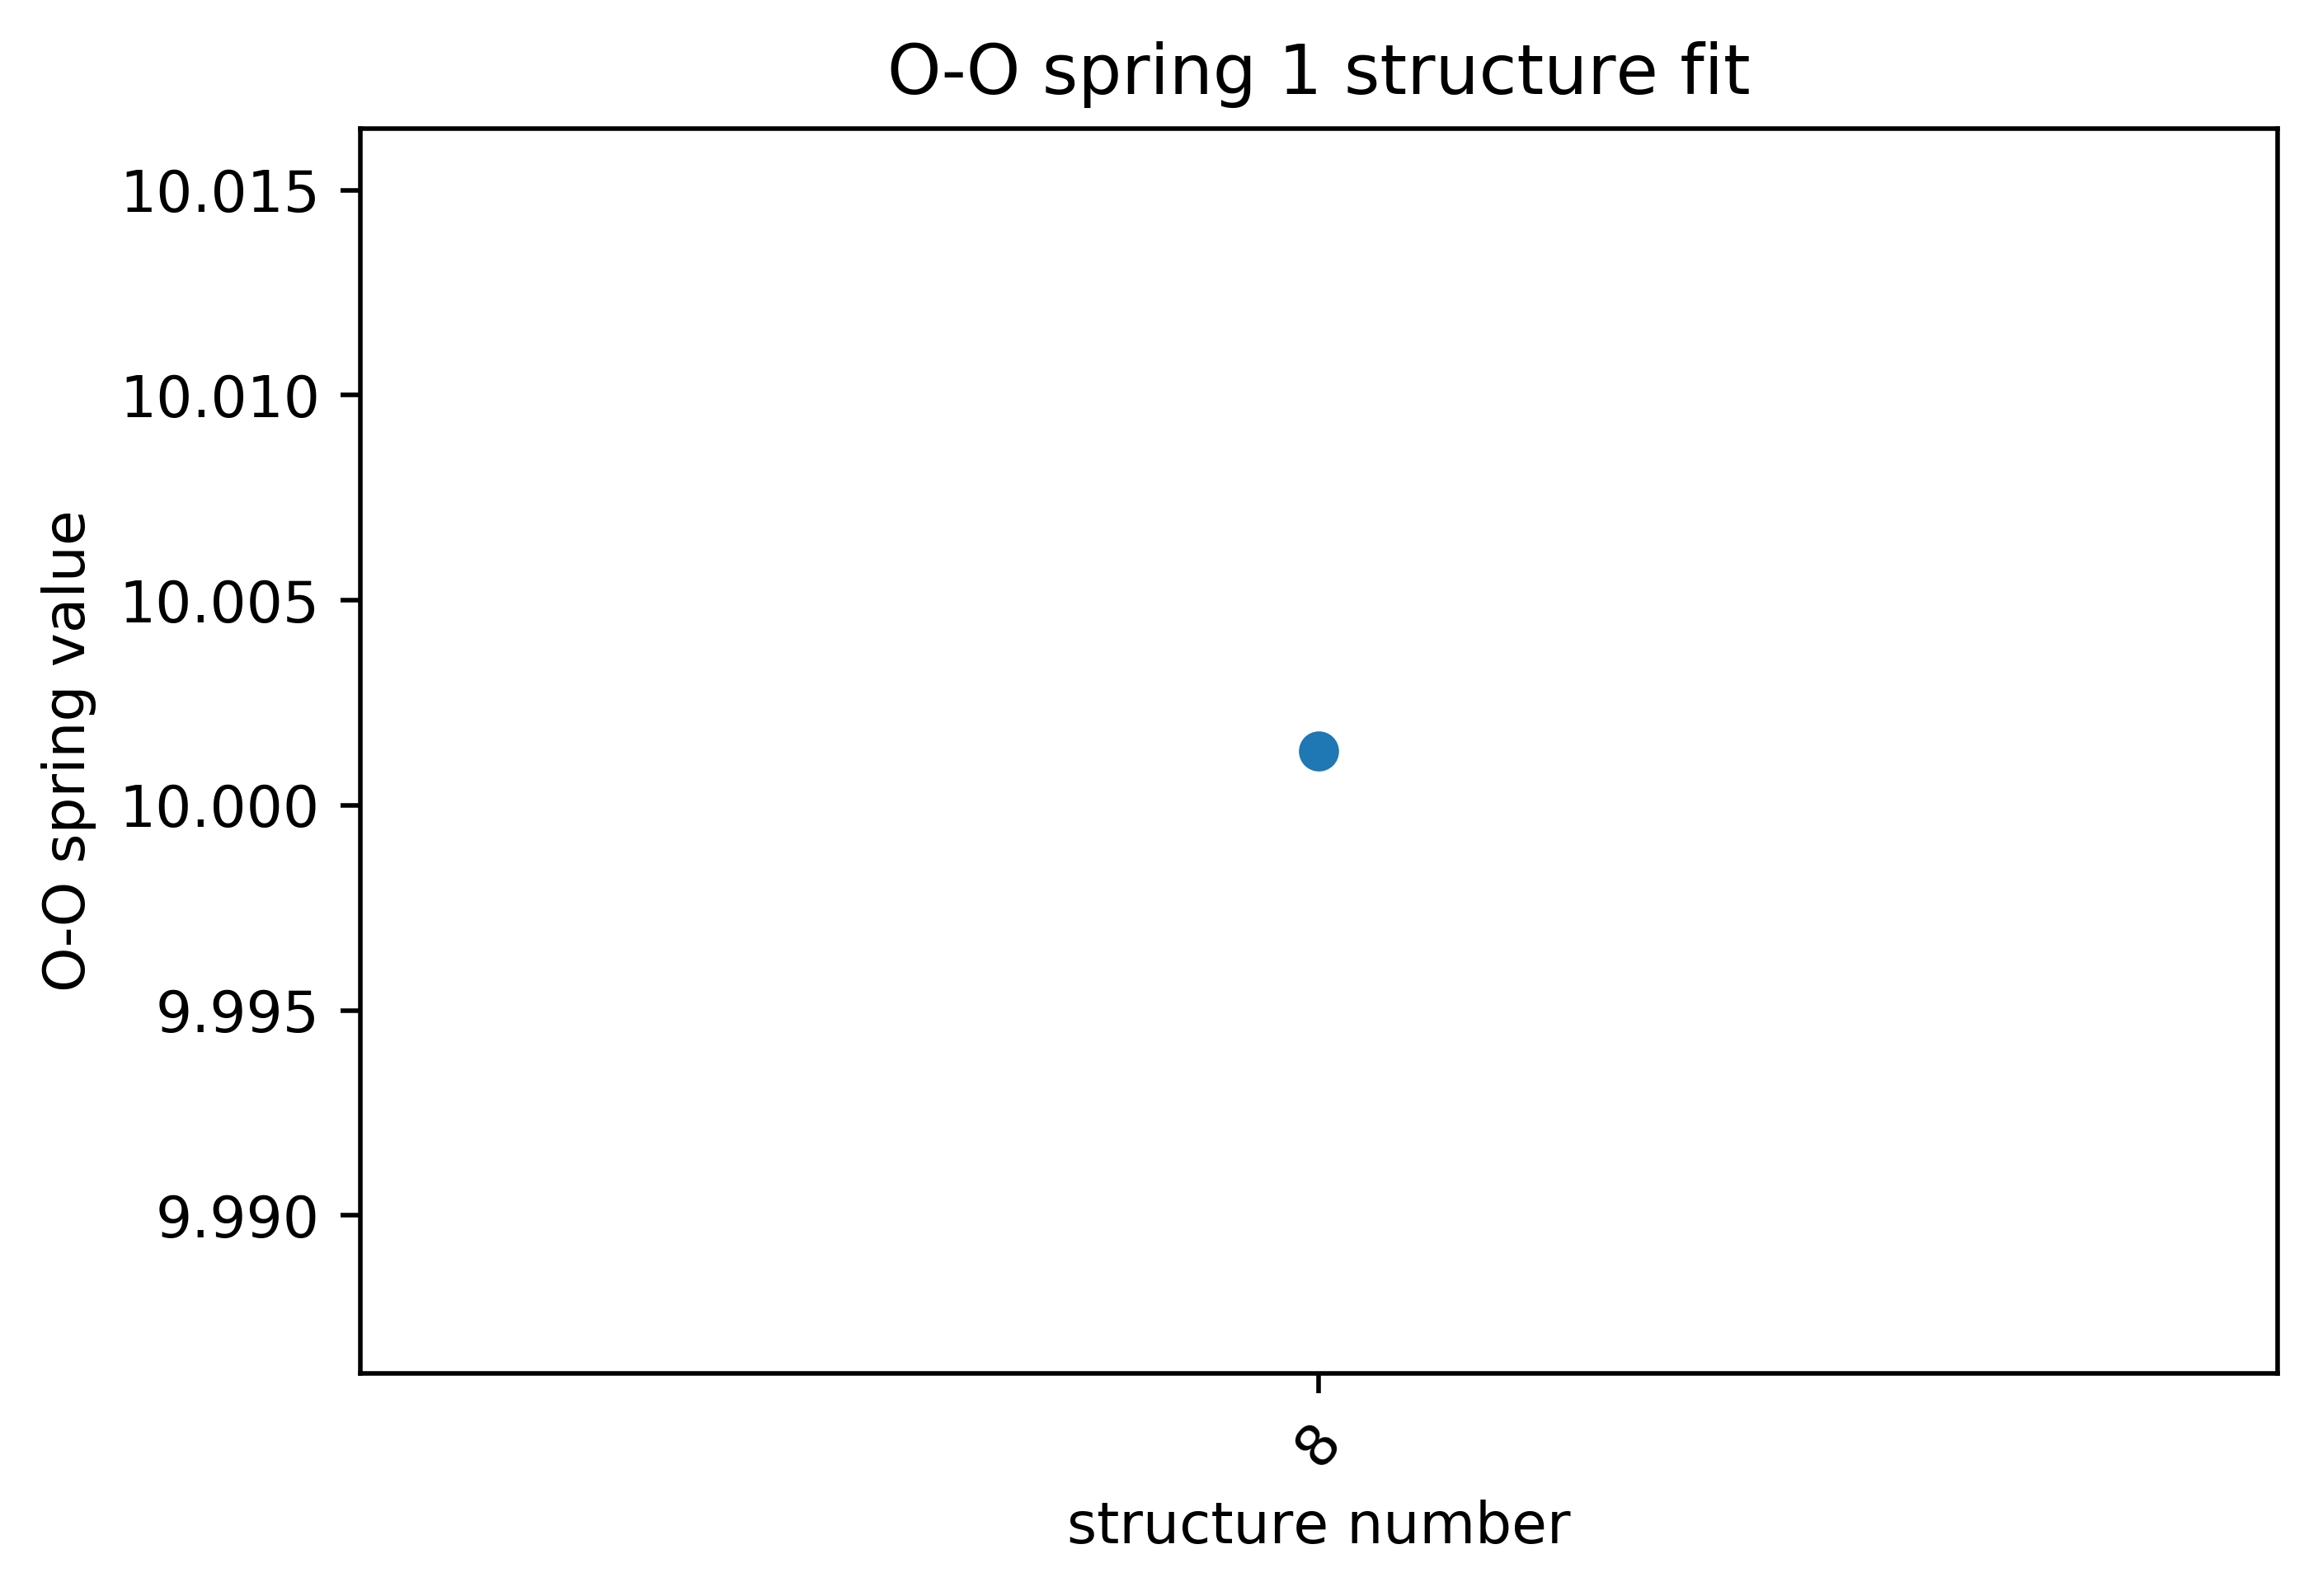 O-O spring 1 structure fit
10.015
10.010
10.005
10.000
9.995
9.990
O-O spring value
8
structure number